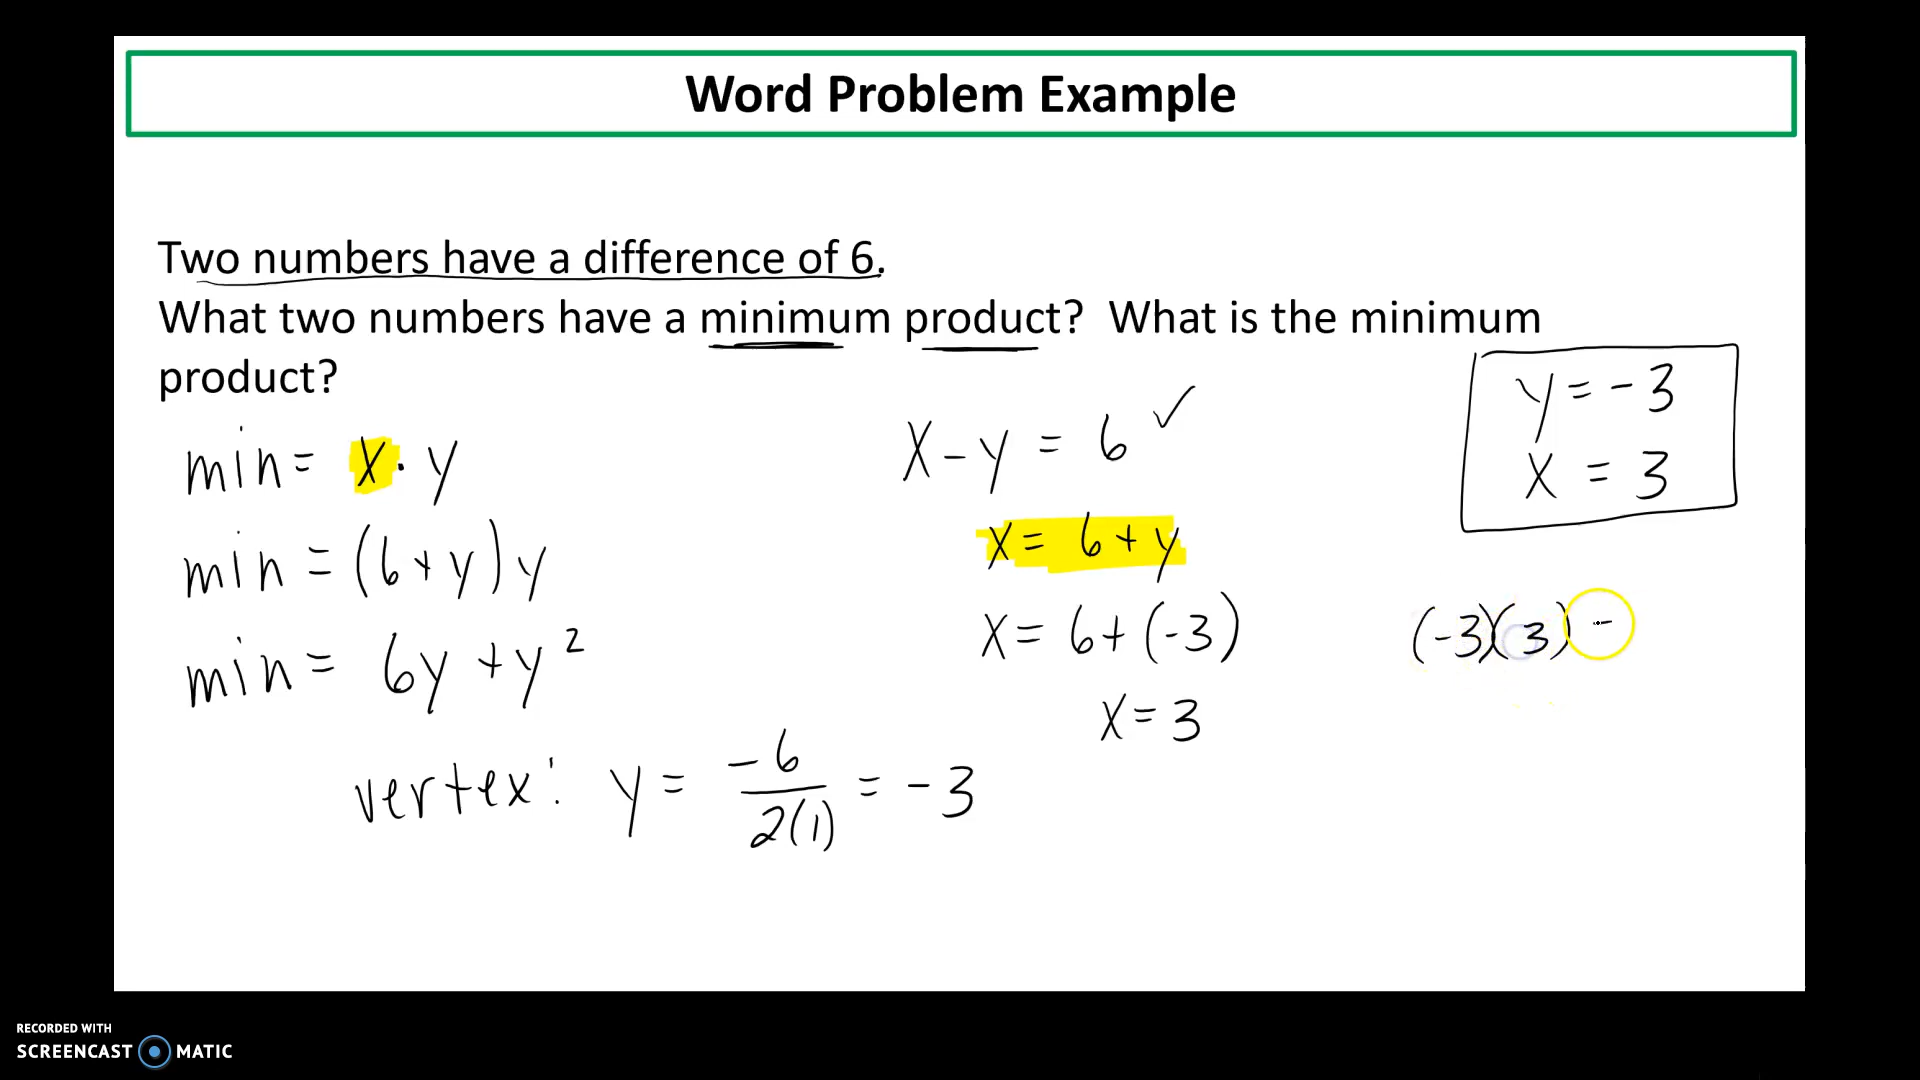 Word Problem Example
Two numbers have a difference of 6.
What two numbers have a minimum product? What is the minimum
product?
min = x · y
min = (6+y)y
min = 6y + y²
vertex: y = -6/2(1) = -3
x - y = 6 ✓
x = 6 + y
x = 6 + (-3)
x = 3
y = -3
x = 3
(-3)(3) -
RECORDED WITH
SCREENCAST MATIC